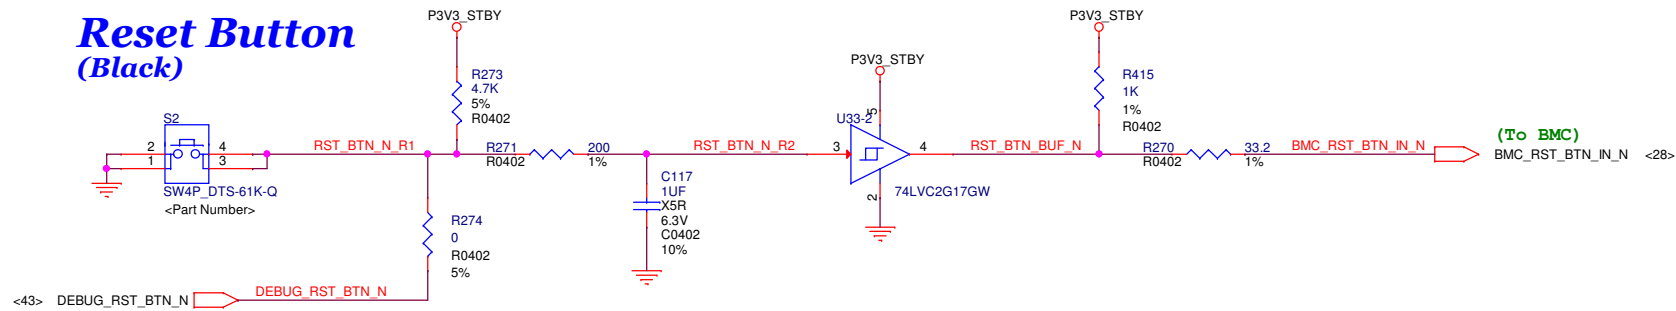 Reset Button
(Black)
P3V3_STBY
R273
4.7K
5%
R0402
S2
2
1
4
3
SW4P_DTS-61K-Q
<Part Number>
RST_BTN_N_R1
R271
R0402
200
1%
RST_BTN_N_R2
C117
1UF
X5R
6.3V
C0402
10%
R274
0
R0402
5%
<43> DEBUG_RST_BTN_N
DEBUG_RST_BTN_N
P3V3_STBY
U33-2
5
3
4
2
74LVC2G17GW
RST_BTN_BUF_N
P3V3_STBY
R415
1K
1%
R0402
R270
R0402
33.2
1%
BMC_RST_BTN_IN_N
(To BMC)
BMC_RST_BTN_IN_N <28>